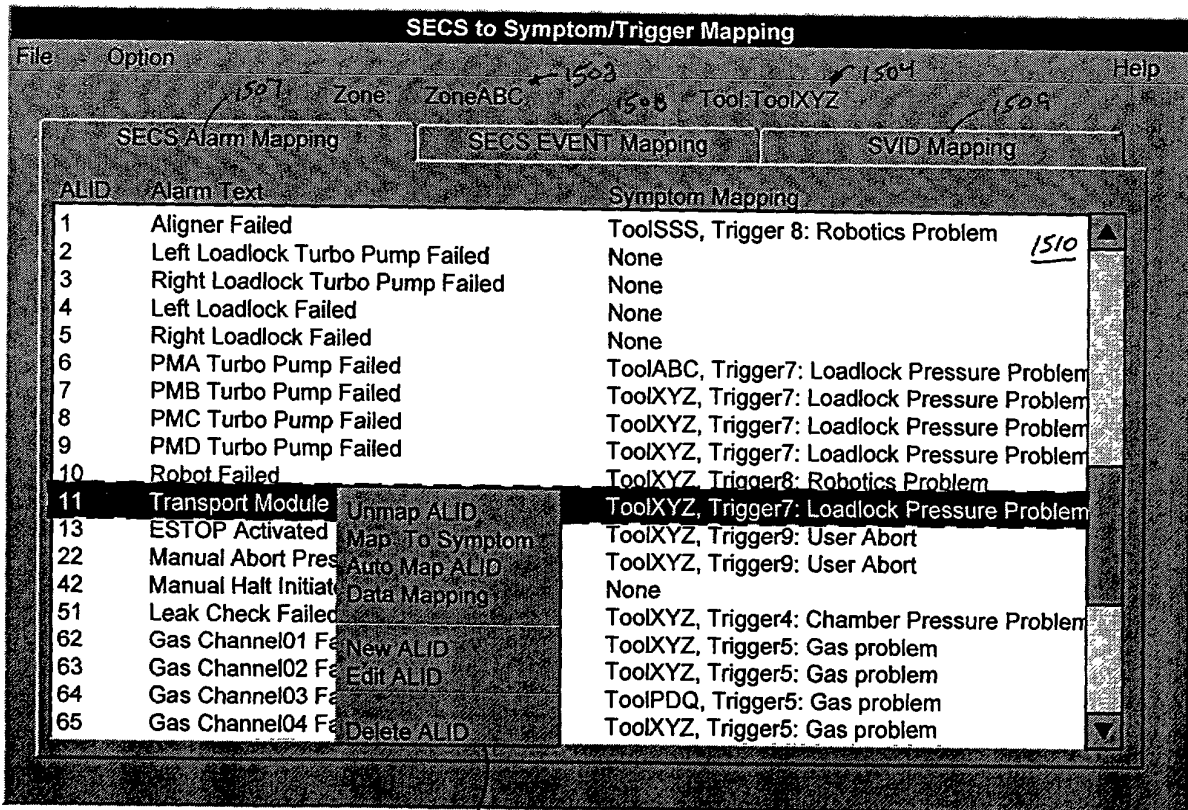 SECS to Symptom/Trigger Mapping
File Option Help
1503 1504
1507 Zone: ZoneABC 1508 Tool:ToolXYZ 1509
SECS Alarm Mapping SECS EVENT Mapping SVID Mapping
ALID Alarm Text Symptom Mapping
1 Aligner Failed ToolSSS, Trigger 8: Robotics Problem 1510
2 Left Loadlock Turbo Pump Failed None
3 Right Loadlock Turbo Pump Failed None
4 Left Loadlock Failed None
5 Right Loadlock Failed None
6 PMA Turbo Pump Failed ToolABC, Trigger7: Loadlock Pressure Problem
7 PMB Turbo Pump Failed ToolXYZ, Trigger7: Loadlock Pressure Problem
8 PMC Turbo Pump Failed ToolXYZ, Trigger7: Loadlock Pressure Problem
9 PMD Turbo Pump Failed ToolXYZ, Trigger7: Loadlock Pressure Problem
10 Robot Failed ToolXYZ, Trigger8: Robotics Problem
11 Transport Module Unmap ALID ToolXYZ, Trigger7: Loadlock Pressure Problem
13 ESTOP Activated Map To Symptom ToolXYZ, Trigger9: User Abort
22 Manual Abort Pres Auto Map ALID ToolXYZ, Trigger9: User Abort
42 Manual Halt Initiat Data Mapping None
51 Leak Check Failed ToolXYZ, Trigger4: Chamber Pressure Problem
62 Gas Channel01 Fa New ALID ToolXYZ, Trigger5: Gas problem
63 Gas Channel02 Fa Edit ALID ToolXYZ, Trigger5: Gas problem
64 Gas Channel03 Fa ToolPDQ, Trigger5: Gas problem
65 Gas Channel04 Fa Delete ALID ToolXYZ, Trigger5: Gas problem